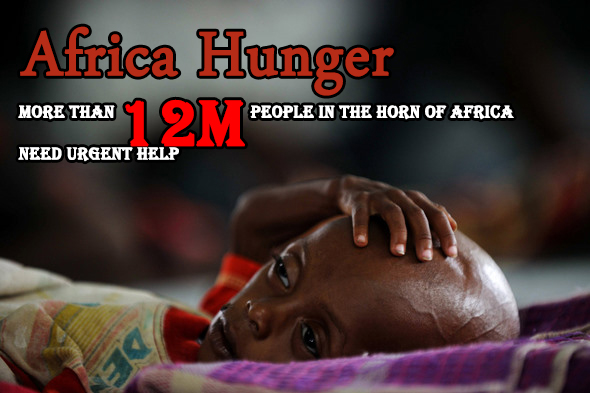 Africa Hunger
MORE THAN 12M PEOPLE IN THE HORN OF AFRICA
NEED URGENT HELP